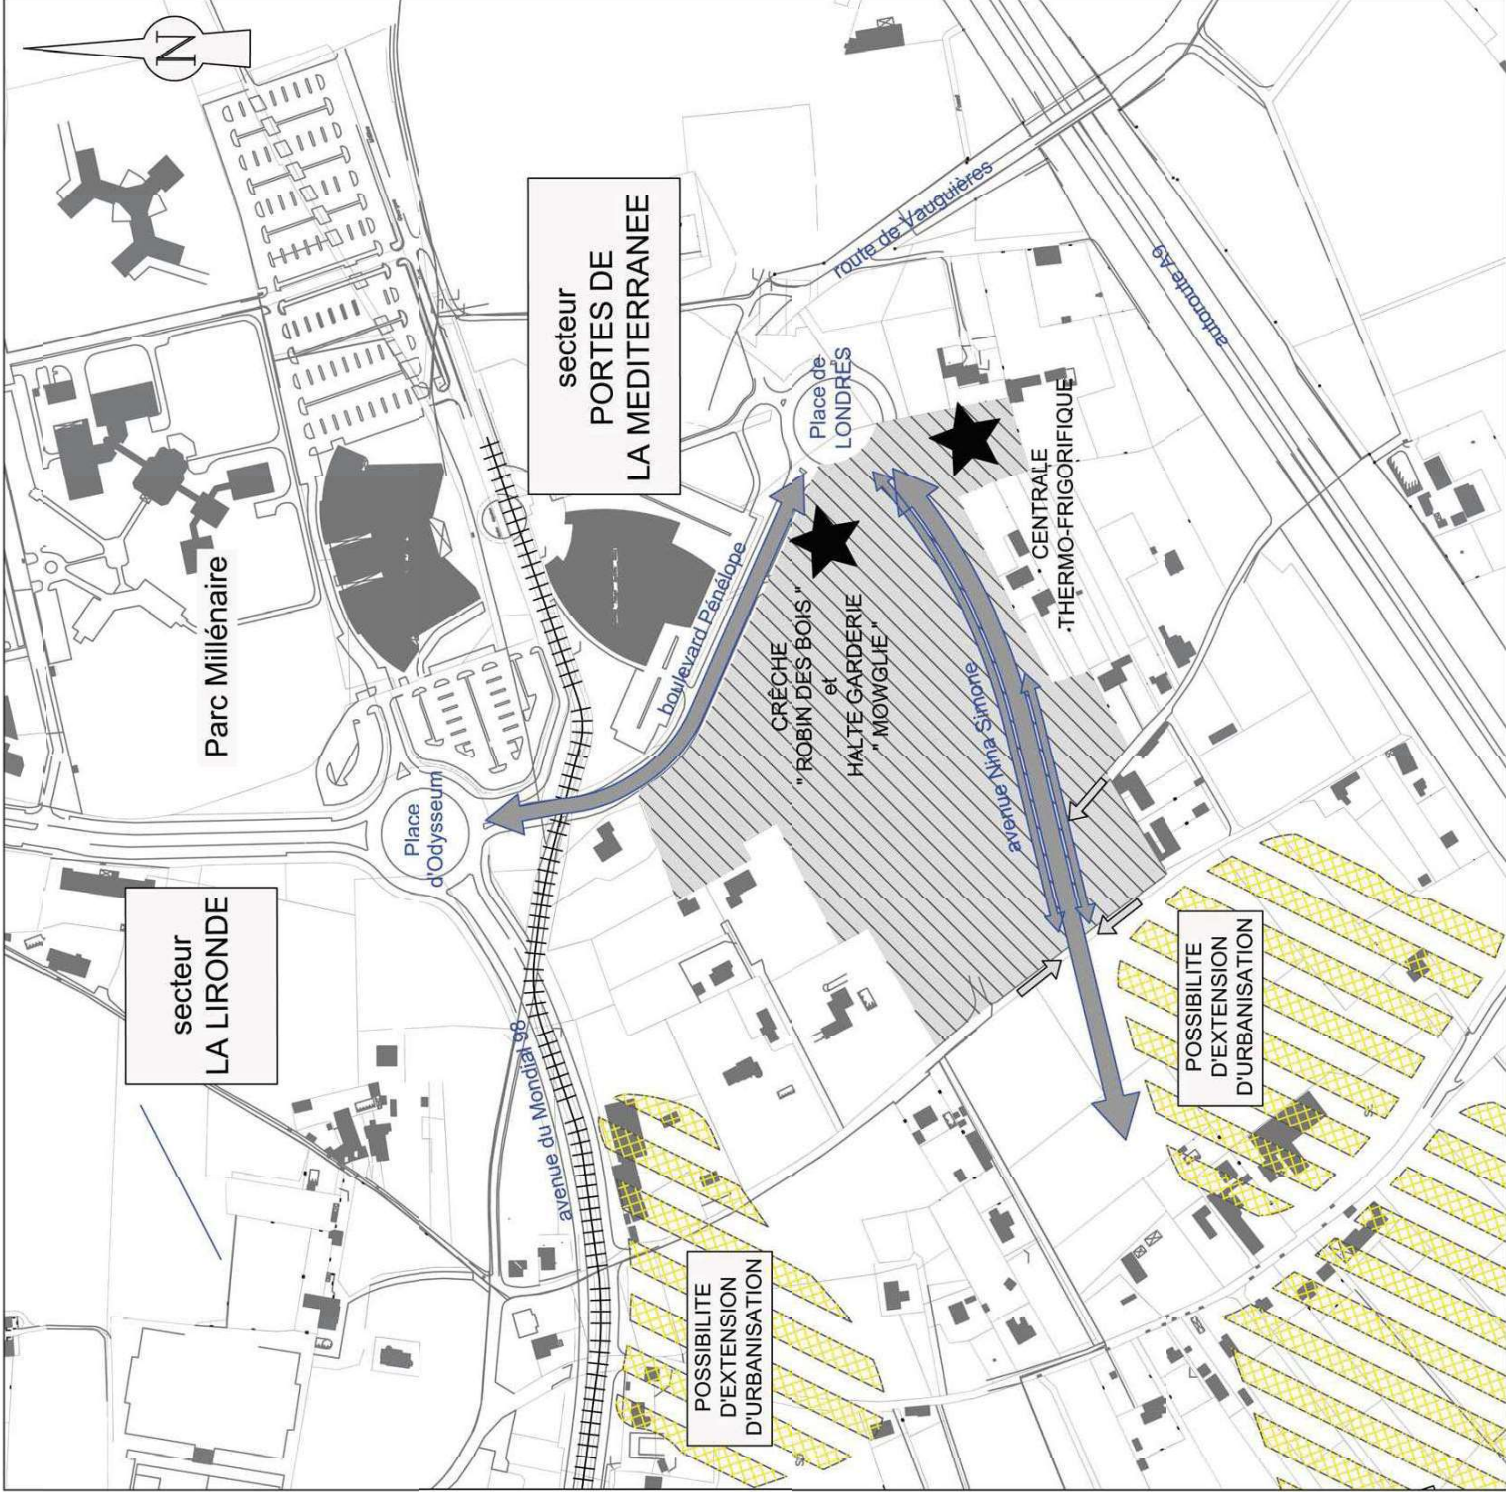 N
Parc Millénaire
secteur
PORTES DE
LA MEDITERRANEE
secteur
LA LIRONDE
Place
d'Odysseum
Place de
LONDRES
boulevard Pénélope
route de Vauguières
autoroute A9
avenue du Mondial 98
avenue Nina Simone
CRÊCHE
" ROBIN DES BOIS "
et
HALTE GARDERIE
" MOWGLIE "
CENTRALE
THERMO-FRIGORIFIQUE
POSSIBILITE
D'EXTENSION
D'URBANISATION
POSSIBILITE
D'EXTENSION
D'URBANISATION